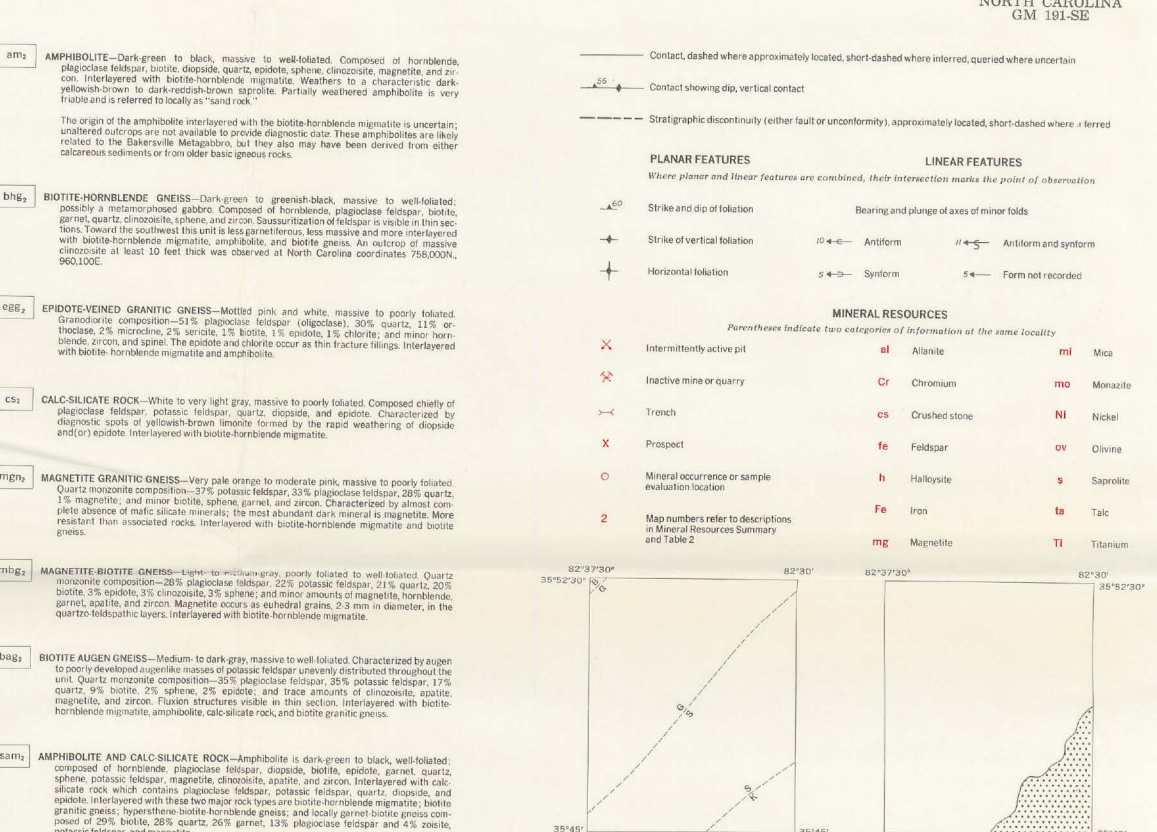 NORTH CAROLINA
GM 191-SE
am₂
AMPHIBOLITE—Dark-green to black, massive to well-foliated. Composed of hornblende,
plagioclase feldspar, biotite, diopside, quartz, epidote, sphene, clinozoisite, magnetite, and zir-
con. Interlayered with biotite-hornblende migmatite. Weathers to a characteristic dark-
yellowish-brown to dark-reddish-brown saprolite. Partially weathered amphibolite is very
friable and is referred to locally as "sand rock."
The origin of the amphibolite interlayered with the biotite-hornblende migmatite is uncertain;
unaltered outcrops are not available to provide diagnostic data. These amphibolites are likely
related to the Bakersville Metagabbro, but they also may have been derived from either
calcareous sediments or from older basic igneous rocks.
bhg₂
BIOTITE-HORNBLENDE GNEISS—Dark-green to greenish-black, massive to well-foliated;
possibly a metamorphosed gabbro. Composed of hornblende, plagioclase feldspar, biotite,
garnet, quartz, clinozoisite, sphene, and zircon. Saussuritization of feldspar is visible in thin sec-
tions. Toward the southwest this unit is less garnetiferous, less massive and more interlayered
with biotite-hornblende migmatite, amphibolite, and biotite gneiss. An outcrop of massive
clinozoisite at least 10 feet thick was observed at North Carolina coordinates 758,000N.,
960,100E.
egg₂
EPIDOTE-VEINED GRANITIC GNEISS—Mottled pink and white, massive to poorly foliated.
Granodiorite composition—51% plagioclase feldspar (oligoclase), 30% quartz, 11% or-
thoclase, 2% microcline, 2% sericite, 1% biotite, 1% epidote, 1% chlorite; and minor horn-
blende, zircon, and spinel. The epidote and chlorite occur as thin fracture fillings. Interlayered
with biotite- hornblende migmatite and amphibolite.
cs₂
CALC-SILICATE ROCK—White to very light gray, massive to poorly foliated. Composed chiefly of
plagioclase feldspar, potassic feldspar, quartz, diopside, and epidote. Characterized by
diagnostic spots of yellowish-brown limonite formed by the rapid weathering of diopside
and(or) epidote. Interlayered with biotite-hornblende migmatite.
mgn₂
MAGNETITE GRANITIC GNEISS—Very pale orange to moderate pink, massive to poorly foliated.
Quartz monzonite composition—37% potassic feldspar, 33% plagioclase feldspar, 28% quartz,
1% magnetite; and minor biotite, sphene, garnet, and zircon. Characterized by almost com-
plete absence of mafic silicate minerals; the most abundant dark mineral is magnetite. More
resistant than associated rocks. Interlayered with biotite-hornblende migmatite and biotite
gneiss.
mbg₂
MAGNETITE-BIOTITE GNEISS—Light- to medium-gray, poorly foliated to well-foliated. Quartz
monzonite composition—28% plagioclase feldspar, 22% potassic feldspar, 21% quartz, 20%
biotite, 3% epidote, 3% clinozoisite, 3% sphene; and minor amounts of magnetite, hornblende,
garnet, apatite, and zircon. Magnetite occurs as euhedral grains, 2-3 mm in diameter, in the
quartzo-feldspathic layers. Interlayered with biotite-hornblende migmatite.
bag₂
BIOTITE AUGEN GNEISS—Medium- to dark-gray, massive to well-foliated. Characterized by augen
to poorly developed augenlike masses of potassic feldspar unevenly distributed throughout the
unit. Quartz monzonite composition—35% plagioclase feldspar, 35% potassic feldspar, 17%
quartz, 9% biotite, 2% sphene, 2% epidote; and trace amounts of clinozoisite, apatite,
magnetite, and zircon. Fluxion structures visible in thin section. Interlayered with biotite-
hornblende migmatite, amphibolite, calc-silicate rock, and biotite granitic gneiss.
sam₂
AMPHIBOLITE AND CALC-SILICATE ROCK—Amphibolite is dark-green to black, well-foliated;
composed of hornblende, plagioclase feldspar, diopside, biotite, epidote, garnet, quartz,
sphene, potassic feldspar, magnetite, clinozoisite, apatite, and zircon. Interlayered with calc-
silicate rock which contains plagioclase feldspar, potassic feldspar, quartz, diopside, and
epidote. Interlayered with these two major rock types are biotite-hornblende migmatite; biotite
granitic gneiss; hypersthene-biotite-hornblende gneiss; and locally garnet-biotite gneiss com-
posed of 29% biotite, 28% quartz, 26% garnet, 13% plagioclase feldspar and 4% zoisite,
potassic feldspar, and magnetite.
Contact, dashed where approximately located, short-dashed where inferred, queried where uncertain
55
Contact showing dip, vertical contact
Stratigraphic discontinuity (either fault or unconformity), approximately located, short-dashed where ferred
PLANAR FEATURES
LINEAR FEATURES
Where planar and linear features are combined, their intersection marks the point of observation
60
Strike and dip of foliation
Bearing and plunge of axes of minor folds
Strike of vertical foliation
10
Antiform
11
Antiform and synform
Horizontal foliation
5
Synform
5
Form not recorded
MINERAL RESOURCES
Parentheses indicate two categories of information at the same locality
Intermittently active pit
al Allanite
mi Mica
Inactive mine or quarry
Cr Chromium
mo Monazite
Trench
cs Crushed stone
Ni Nickel
X Prospect
fe Feldspar
ov Olivine
Mineral occurrence or sample
evaluation location
h Halloysite
s Saprolite
2
Map numbers refer to descriptions
in Mineral Resources Summary
and Table 2
Fe Iron
ta Talc
mg Magnetite
Ti Titanium
82°37'30"
82°30'
82°37'30"
82°30'
35°52'30"
35°52'30"
B
G
G
S
S
K
35°45'
35°45'